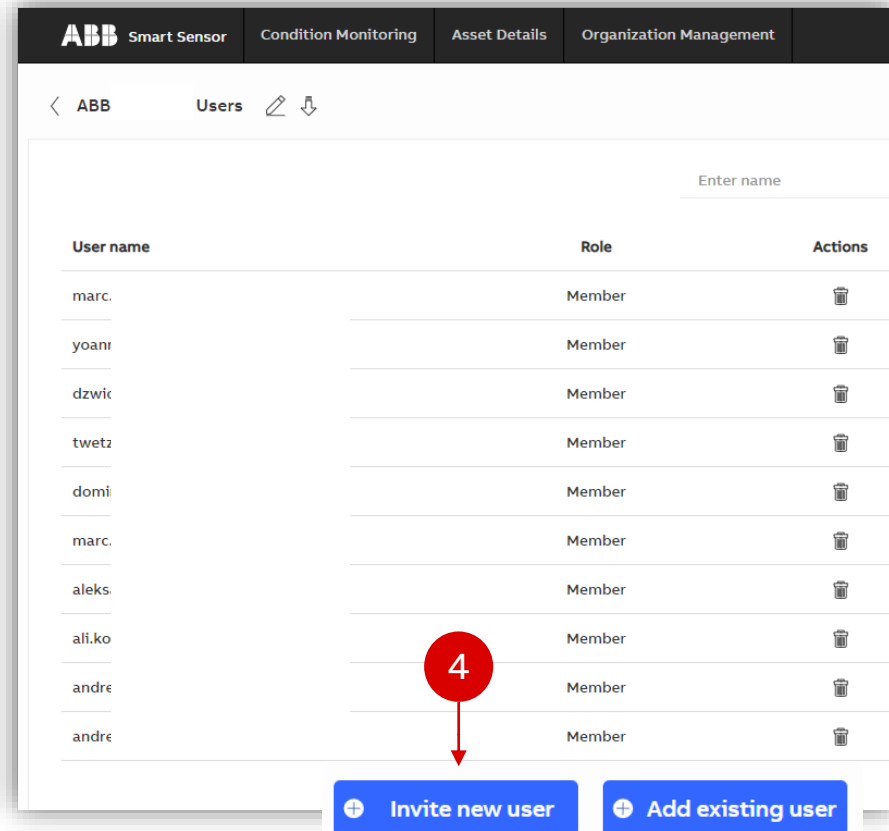 ABB Smart Sensor Condition Monitoring Asset Details Organization Management
ABB Users
Enter name
User name Role Actions
marc. Member
yoann Member
dzwic Member
twetz Member
domi Member
marc. Member
aleks. Member
ali.ko Member
andre Member
andre Member
4
Invite new user Add existing user